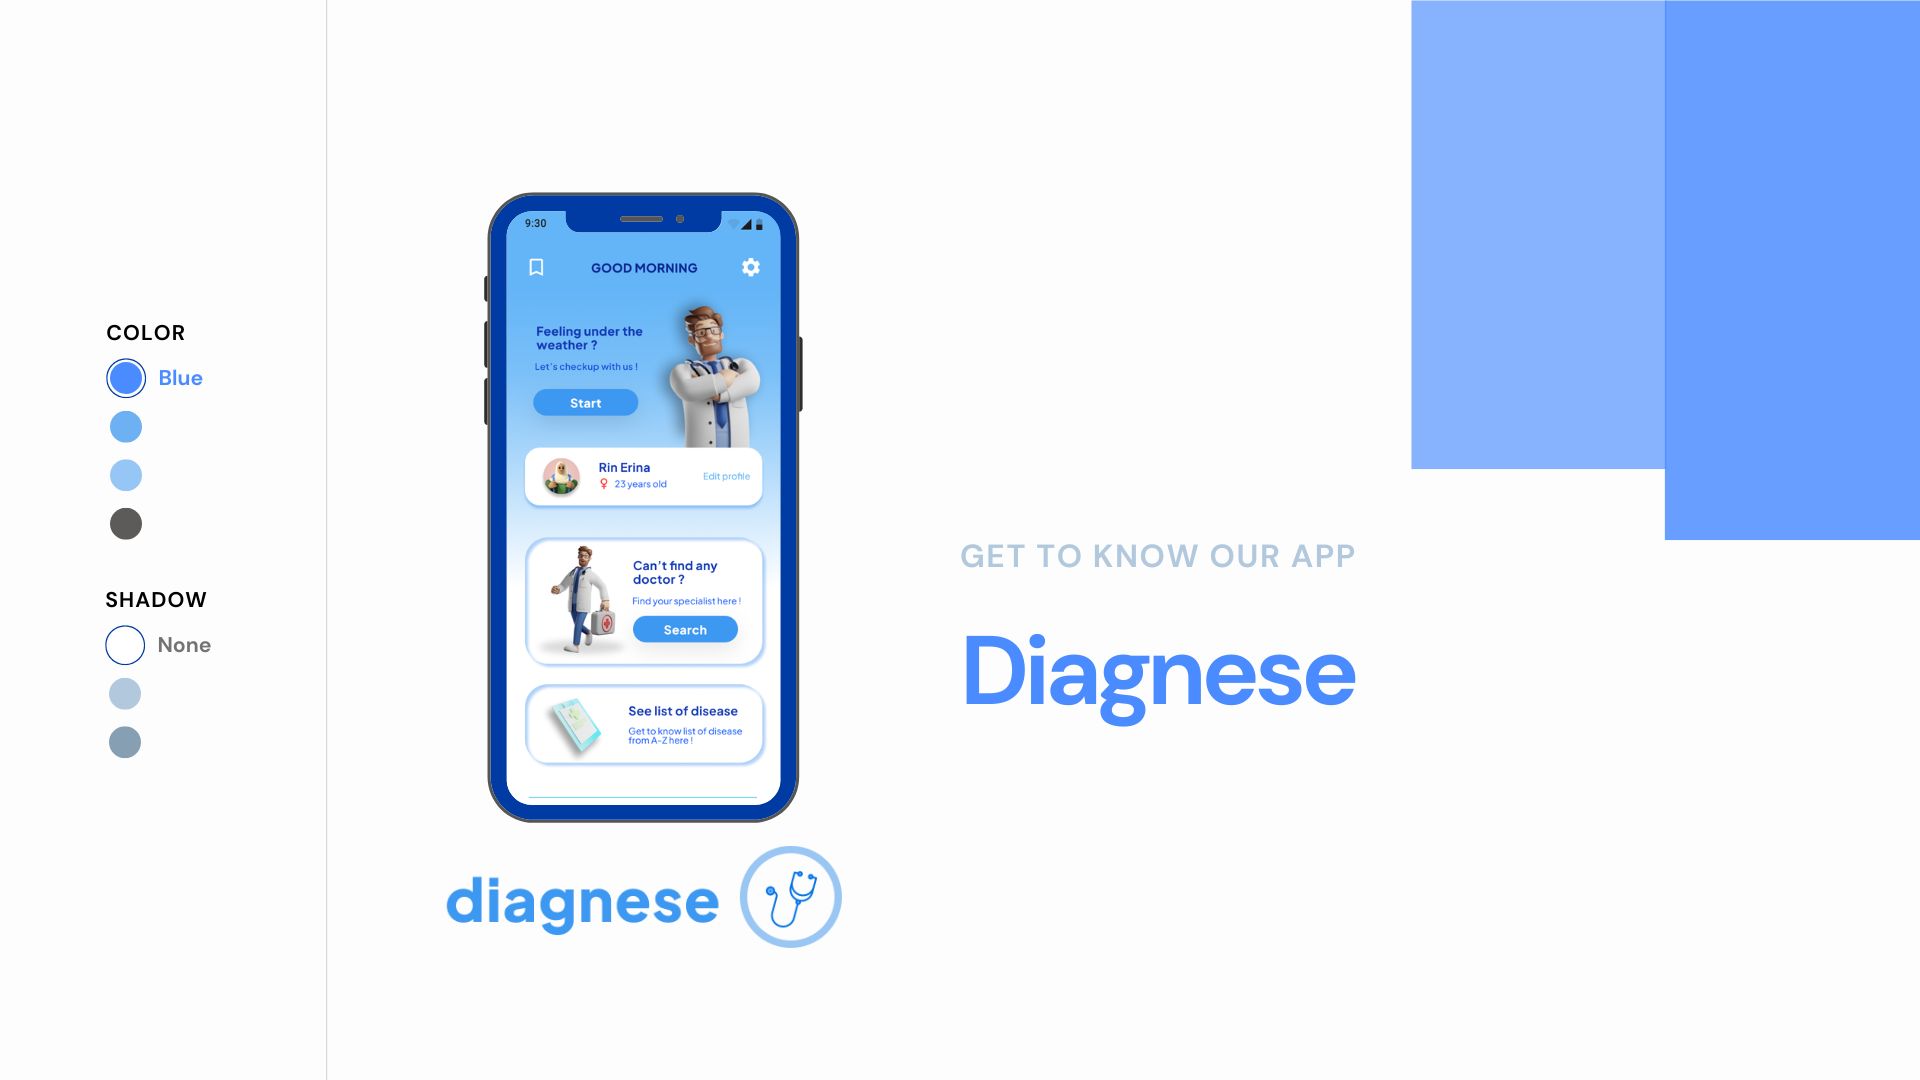 COLOR
Blue
SHADOW
None
9:30
GOOD MORNING
Feeling under the
weather ?
Let's checkup with us !
Start
Rin Erina
23 years old
Edit profile
Can't find any
doctor ?
Find your specialist here !
Search
See list of disease
Get to know list of disease
from A-Z here !
diagnese
GET TO KNOW OUR APP
Diagnese